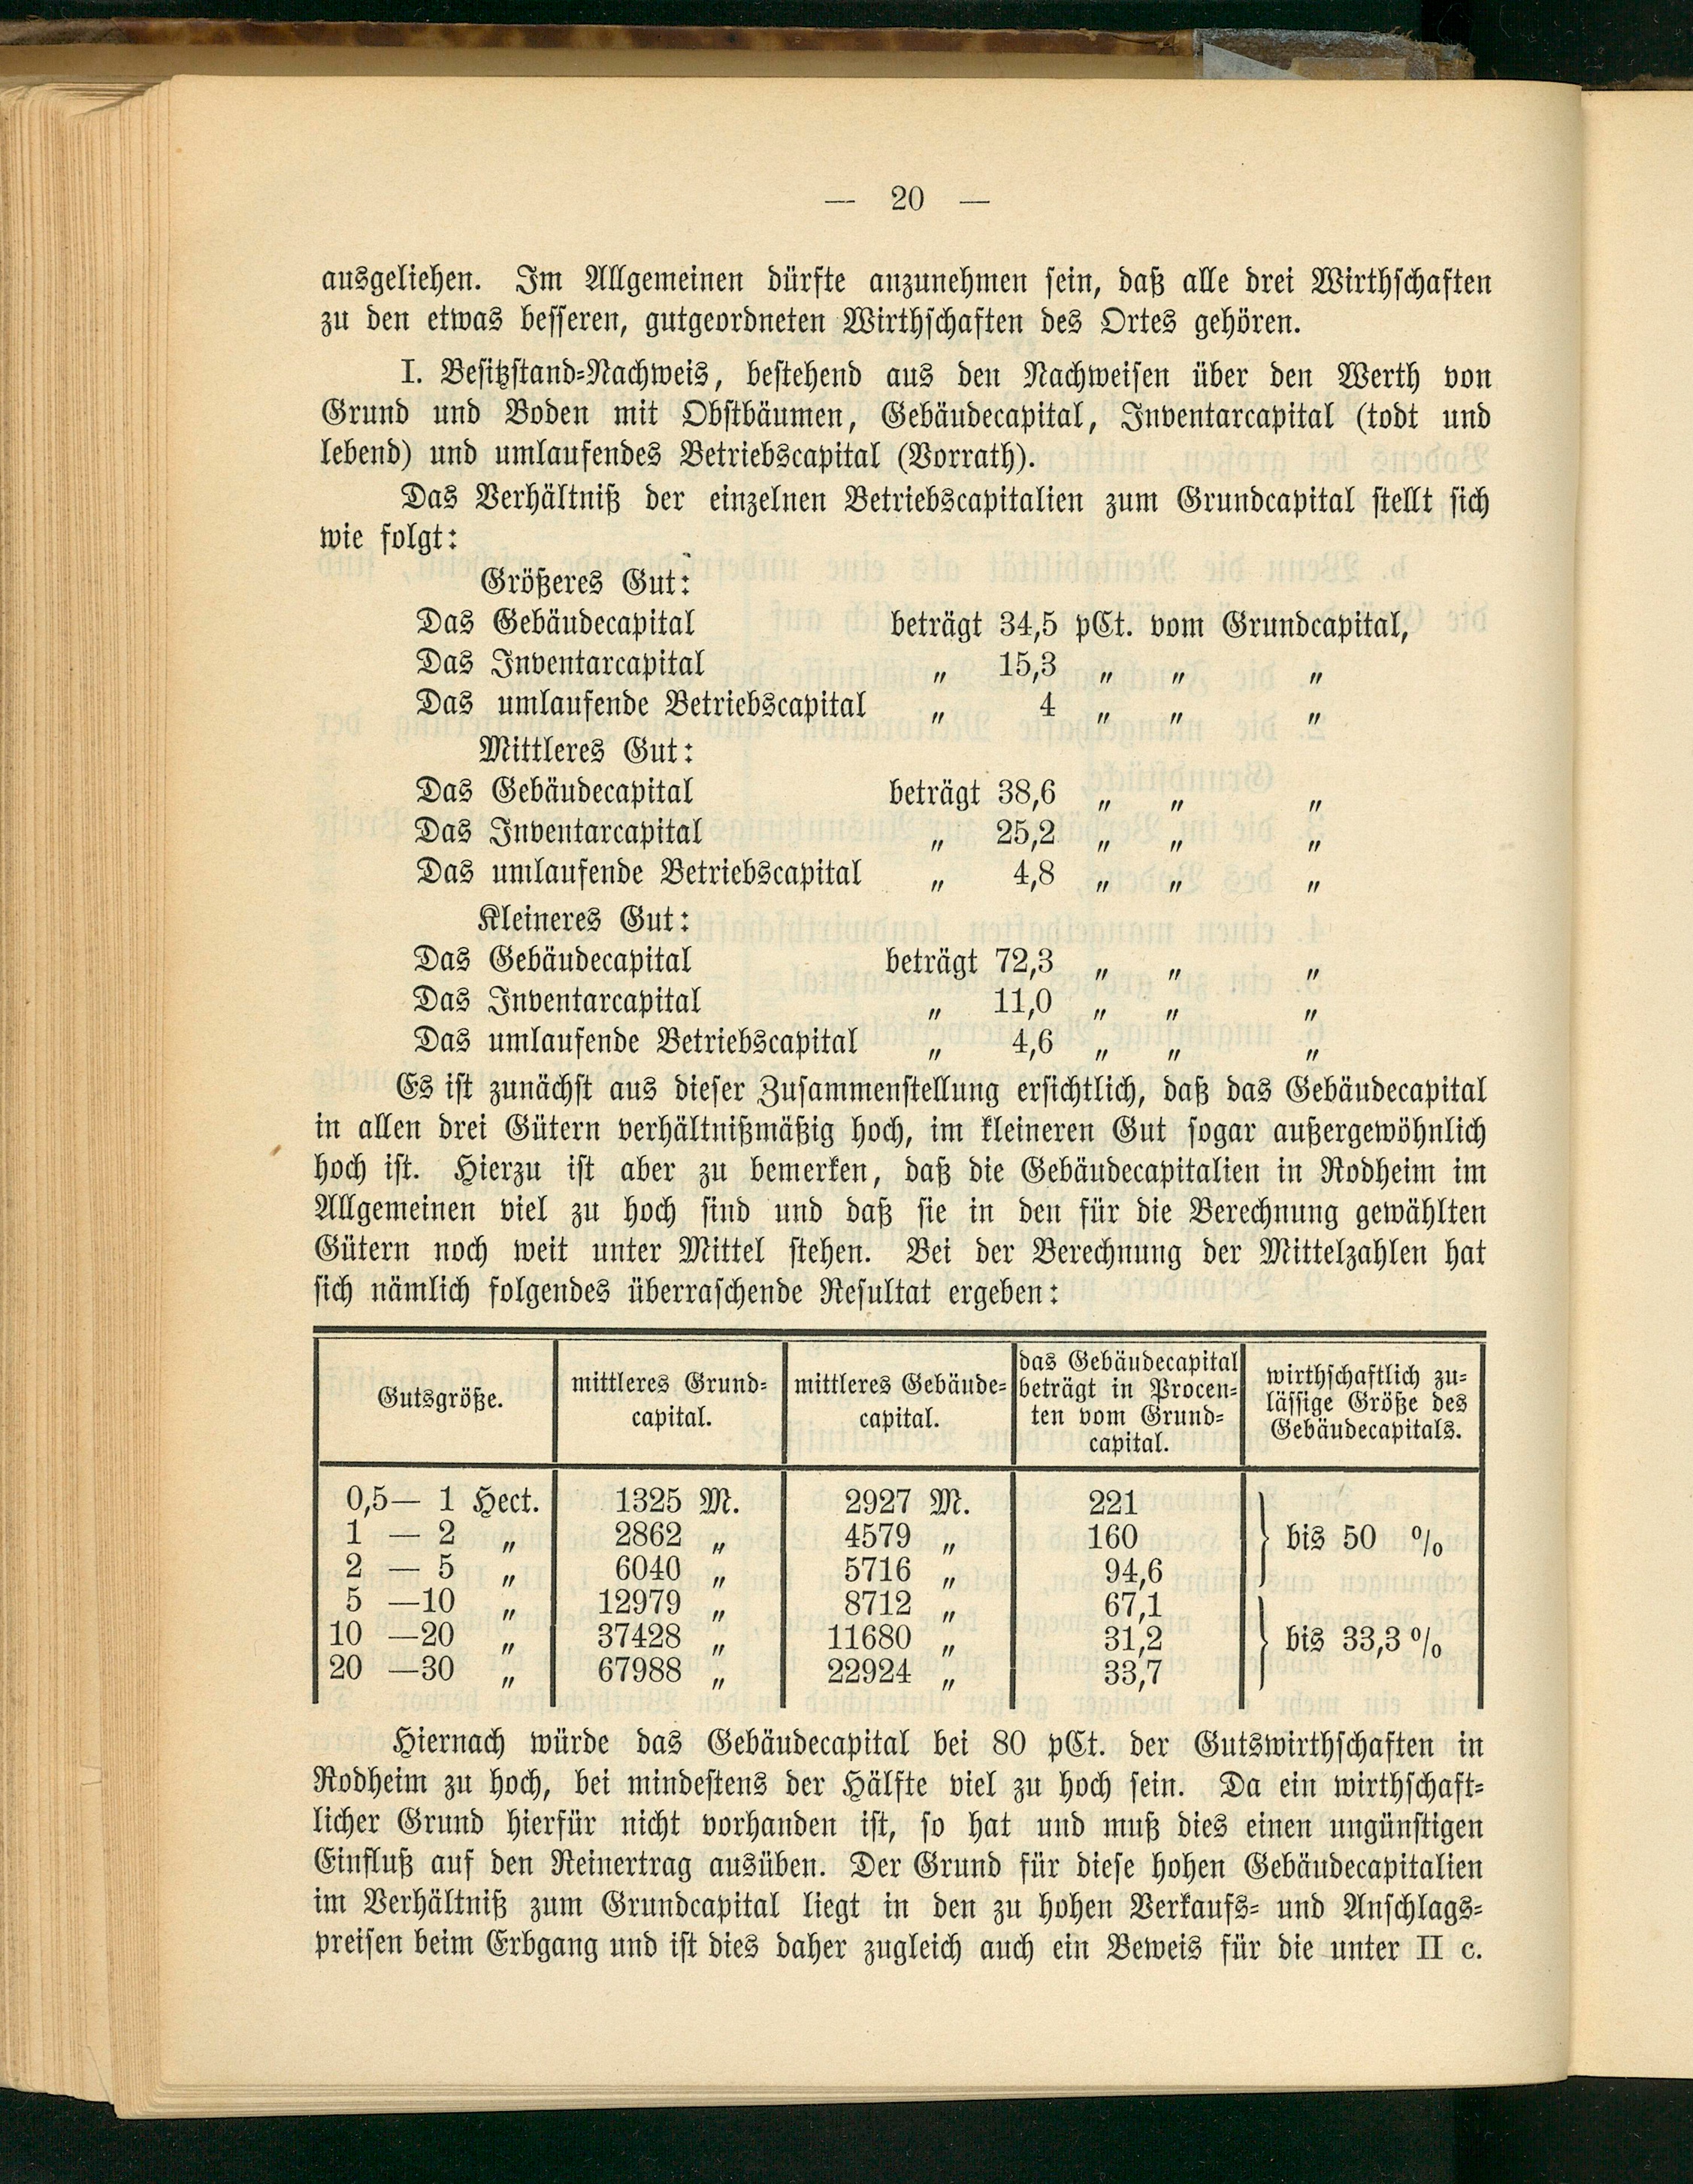 — 20 —
ausgeliehen. Im Allgemeinen dürfte anzunehmen sein, daß alle drei Wirthschaften
zu den etwas besseren, gutgeordneten Wirthschaften des Ortes gehören.
I. Besitzstand-Nachweis, bestehend aus den Nachweisen über den Werth von
Grund und Boden mit Obstbäumen, Gebäudecapital, Inventarcapital (todt und
lebend) und umlaufendes Betriebscapital (Vorrath).
Das Verhältniß der einzelnen Betriebscapitalien zum Grundcapital stellt sich
wie folgt:
Größeres Gut:
Das Gebäudecapital beträgt 34,5 pCt. vom Grundcapital,
Das Inventarcapital „ 15,3 „ „ „
Das umlaufende Betriebscapital „ 4 „ „ „
Mittleres Gut:
Das Gebäudecapital beträgt 38,6 „ „ „
Das Inventarcapital „ 25,2 „ „ „
Das umlaufende Betriebscapital „ 4,8 „ „ „
Kleineres Gut:
Das Gebäudecapital beträgt 72,3 „ „ „
Das Inventarcapital „ 11,0 „ „ „
Das umlaufende Betriebscapital „ 4,6 „ „ „
Es ist zunächst aus dieser Zusammenstellung ersichtlich, daß das Gebäudecapital
in allen drei Gütern verhältnißmäßig hoch, im kleineren Gut sogar außergewöhnlich
hoch ist. Hierzu ist aber zu bemerken, daß die Gebäudecapitalien in Rodheim im
Allgemeinen viel zu hoch sind und daß sie in den für die Berechnung gewählten
Gütern noch weit unter Mittel stehen. Bei der Berechnung der Mittelzahlen hat
sich nämlich folgendes überraschende Resultat ergeben:
Gutsgröße.
mittleres Grund-
capital.
mittleres Gebäude-
capital.
das Gebäudecapital
beträgt in Procen-
ten vom Grund-
capital.
wirthschaftlich zu-
lässige Größe des
Gebäudecapitals.
0,5— 1 Hect. 1325 M. 2927 M. 221
1 — 2 „ 2862 „ 4579 „ 160 } bis 50 %
2 — 5 „ 6040 „ 5716 „ 94,6
5 —10 „ 12979 „ 8712 „ 67,1
10 —20 „ 37428 „ 11680 „ 31,2 } bis 33,3 %
20 —30 „ 67988 „ 22924 „ 33,7
Hiernach würde das Gebäudecapital bei 80 pCt. der Gutswirthschaften in
Rodheim zu hoch, bei mindestens der Hälfte viel zu hoch sein. Da ein wirthschaft-
licher Grund hierfür nicht vorhanden ist, so hat und muß dies einen ungünstigen
Einfluß auf den Reinertrag ausüben. Der Grund für diese hohen Gebäudecapitalien
im Verhältniß zum Grundcapital liegt in den zu hohen Verkaufs- und Anschlags-
preisen beim Erbgang und ist dies daher zugleich auch ein Beweis für die unter II c.